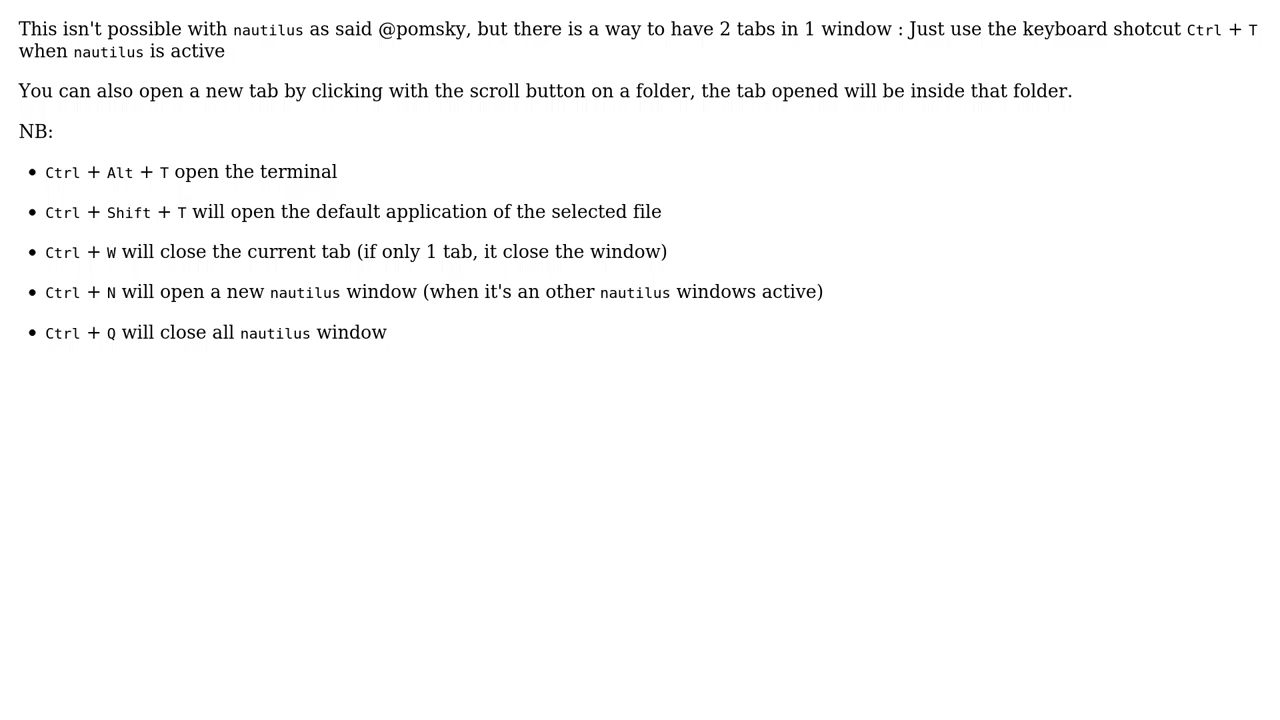 This isn't possible with nautilus as said @pomsky, but there is a way to have 2 tabs in 1 window : Just use the keyboard shotcut Ctrl + T
when nautilus is active
You can also open a new tab by clicking with the scroll button on a folder, the tab opened will be inside that folder.
NB:
• Ctrl + Alt + T open the terminal
• Ctrl + Shift + T will open the default application of the selected file
• Ctrl + W will close the current tab (if only 1 tab, it close the window)
• Ctrl + N will open a new nautilus window (when it's an other nautilus windows active)
• Ctrl + Q will close all nautilus window